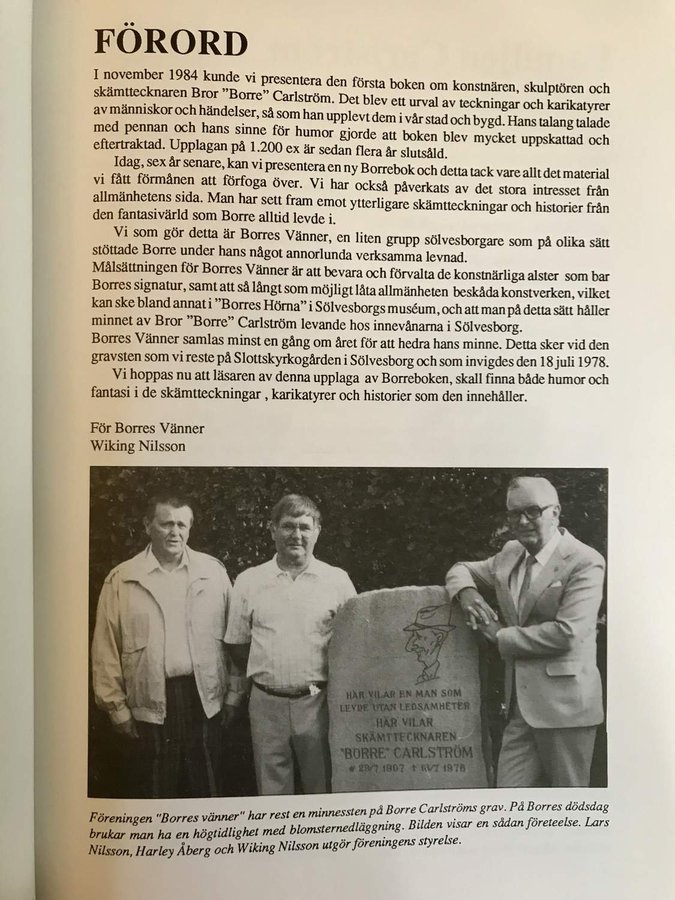 FÖRORD
I november 1984 kunde vi presentera den första boken om konstnären, skulptören och
skämttecknaren Bror "Borre" Carlström. Det blev ett urval av teckningar och karikatyrer
av människor och händelser, så som han upplevt dem i vår stad och bygd. Hans talang talade
med pennan och hans sinne för humor gjorde att boken blev mycket uppskattad och
eftertraktad. Upplagan på 1.200 ex är sedan flera år slutsåld.
Idag, sex år senare, kan vi presentera en ny Borrebok och detta tack vare allt det material
vi fått förmånen att förfoga över. Vi har också påverkats av det stora intresset från
allmänhetens sida. Man har sett fram emot ytterligare skämtteckningar och historier från
den fantasivärld som Borre alltid levde i.
Vi som gör detta är Borres Vänner, en liten grupp sölvesborgare som på olika sätt
stöttade Borre under hans något annorlunda verksamma levnad.
Målsättningen för Borres Vänner är att bevara och förvalta de konstnärliga alster som bar
Borres signatur, samt att så långt som möjligt låta allmänheten beskåda konstverken, vilket
kan ske bland annat i "Borres Hörna" i Sölvesborgs muséum, och att man på detta sätt håller
minnet av Bror "Borre" Carlström levande hos innevånarna i Sölvesborg.
Borres Vänner samlas minst en gång om året för att hedra hans minne. Detta sker vid den
gravsten som vi reste på Slottskyrkogården i Sölvesborg och som invigdes den 18 juli 1978.
Vi hoppas nu att läsaren av denna upplaga av Borreboken, skall finna både humor och
fantasi i de skämtteckningar , karikatyrer och historier som den innehåller.
För Borres Vänner
Wiking Nilsson
HÄR VILAR EN MAN SOM
LEVDE UTAN LEDSAMHETER
HÄR VILAR
SKÄMTTECKNAREN
"BORRE" CARLSTRÖM
Föreningen "Borres vänner" har rest en minnessten på Borre Carlströms grav. På Borres dödsdag
brukar man ha en högtidlighet med blomsternedläggning. Bilden visar en sådan företeelse. Lars
Nilsson, Harley Åberg och Wiking Nilsson utgör föreningens styrelse.